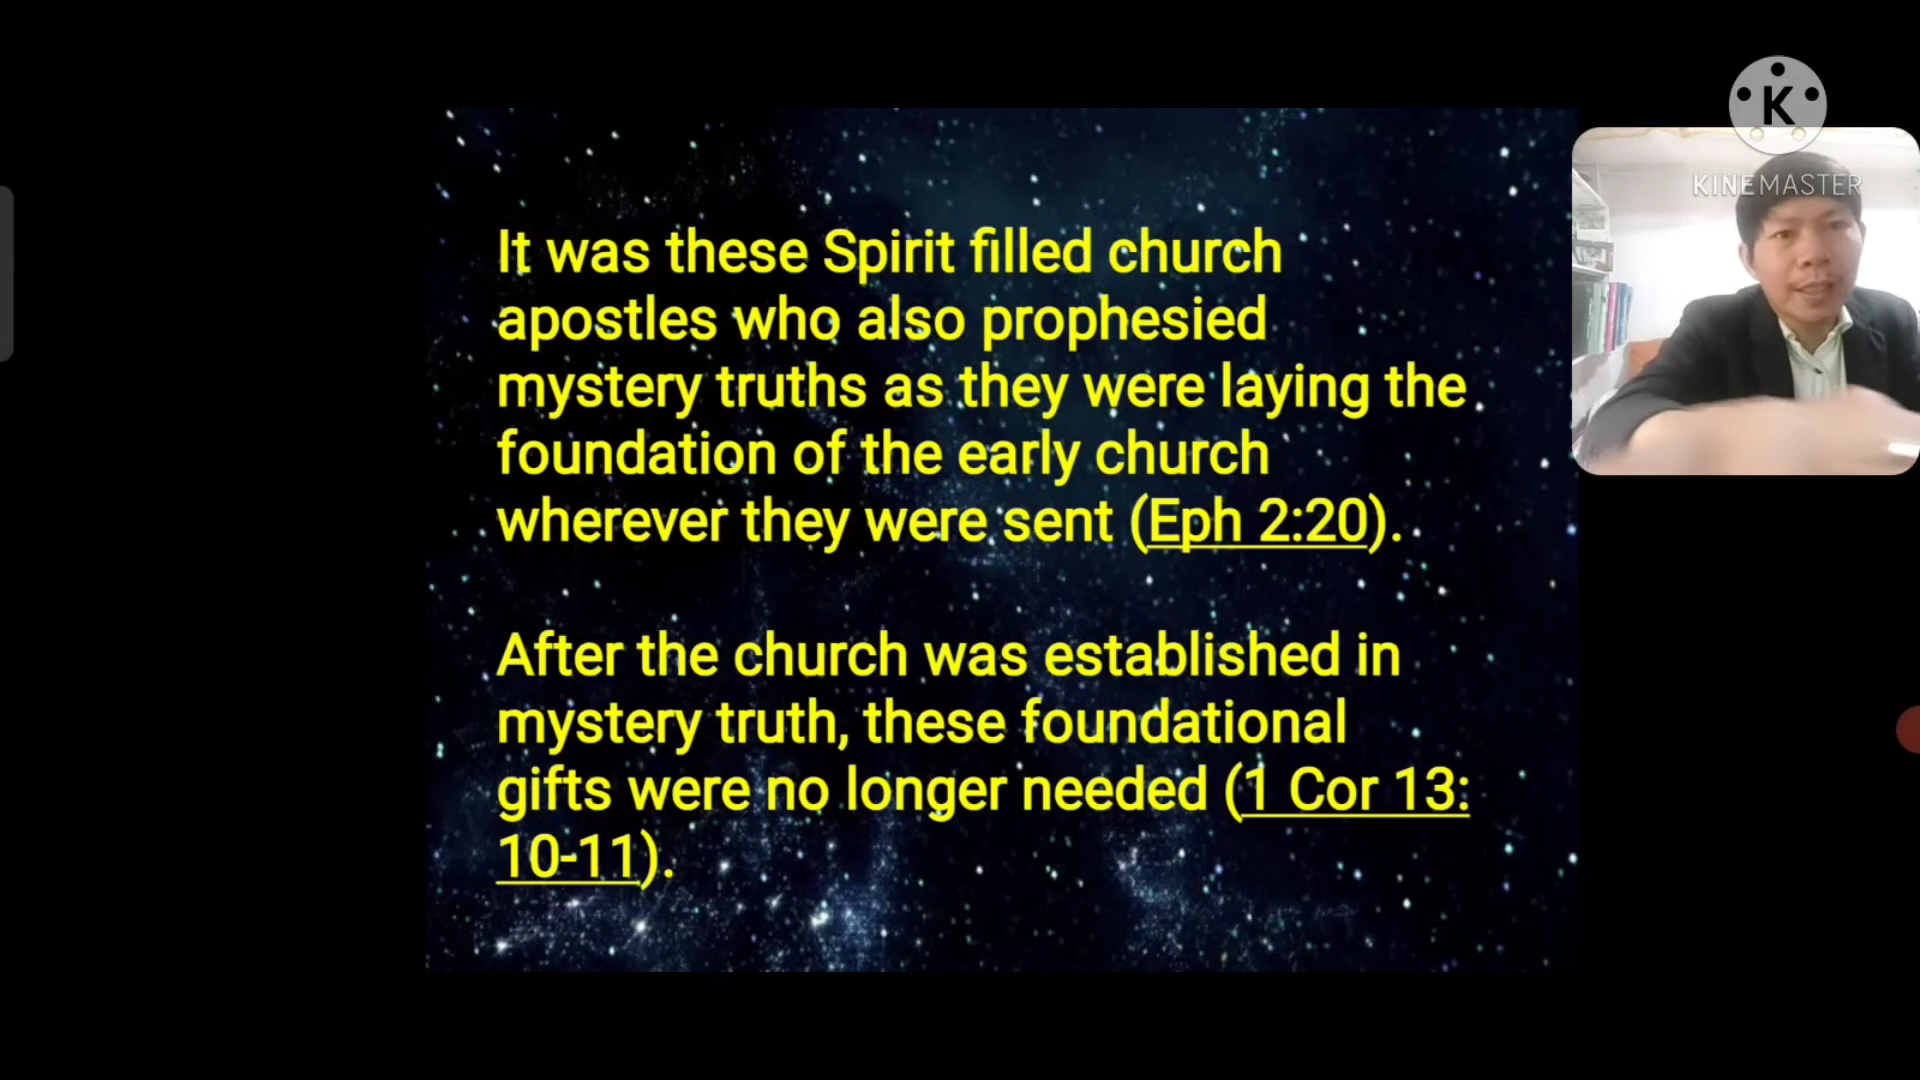 K
KINEMASTER
It was these Spirit filled church
apostles who also prophesied
mystery truths as they were laying the
foundation of the early church
wherever they were sent (Eph 2:20).
After the church was established in
mystery truth, these foundational
gifts were no longer needed (1 Cor 13:
10-11).